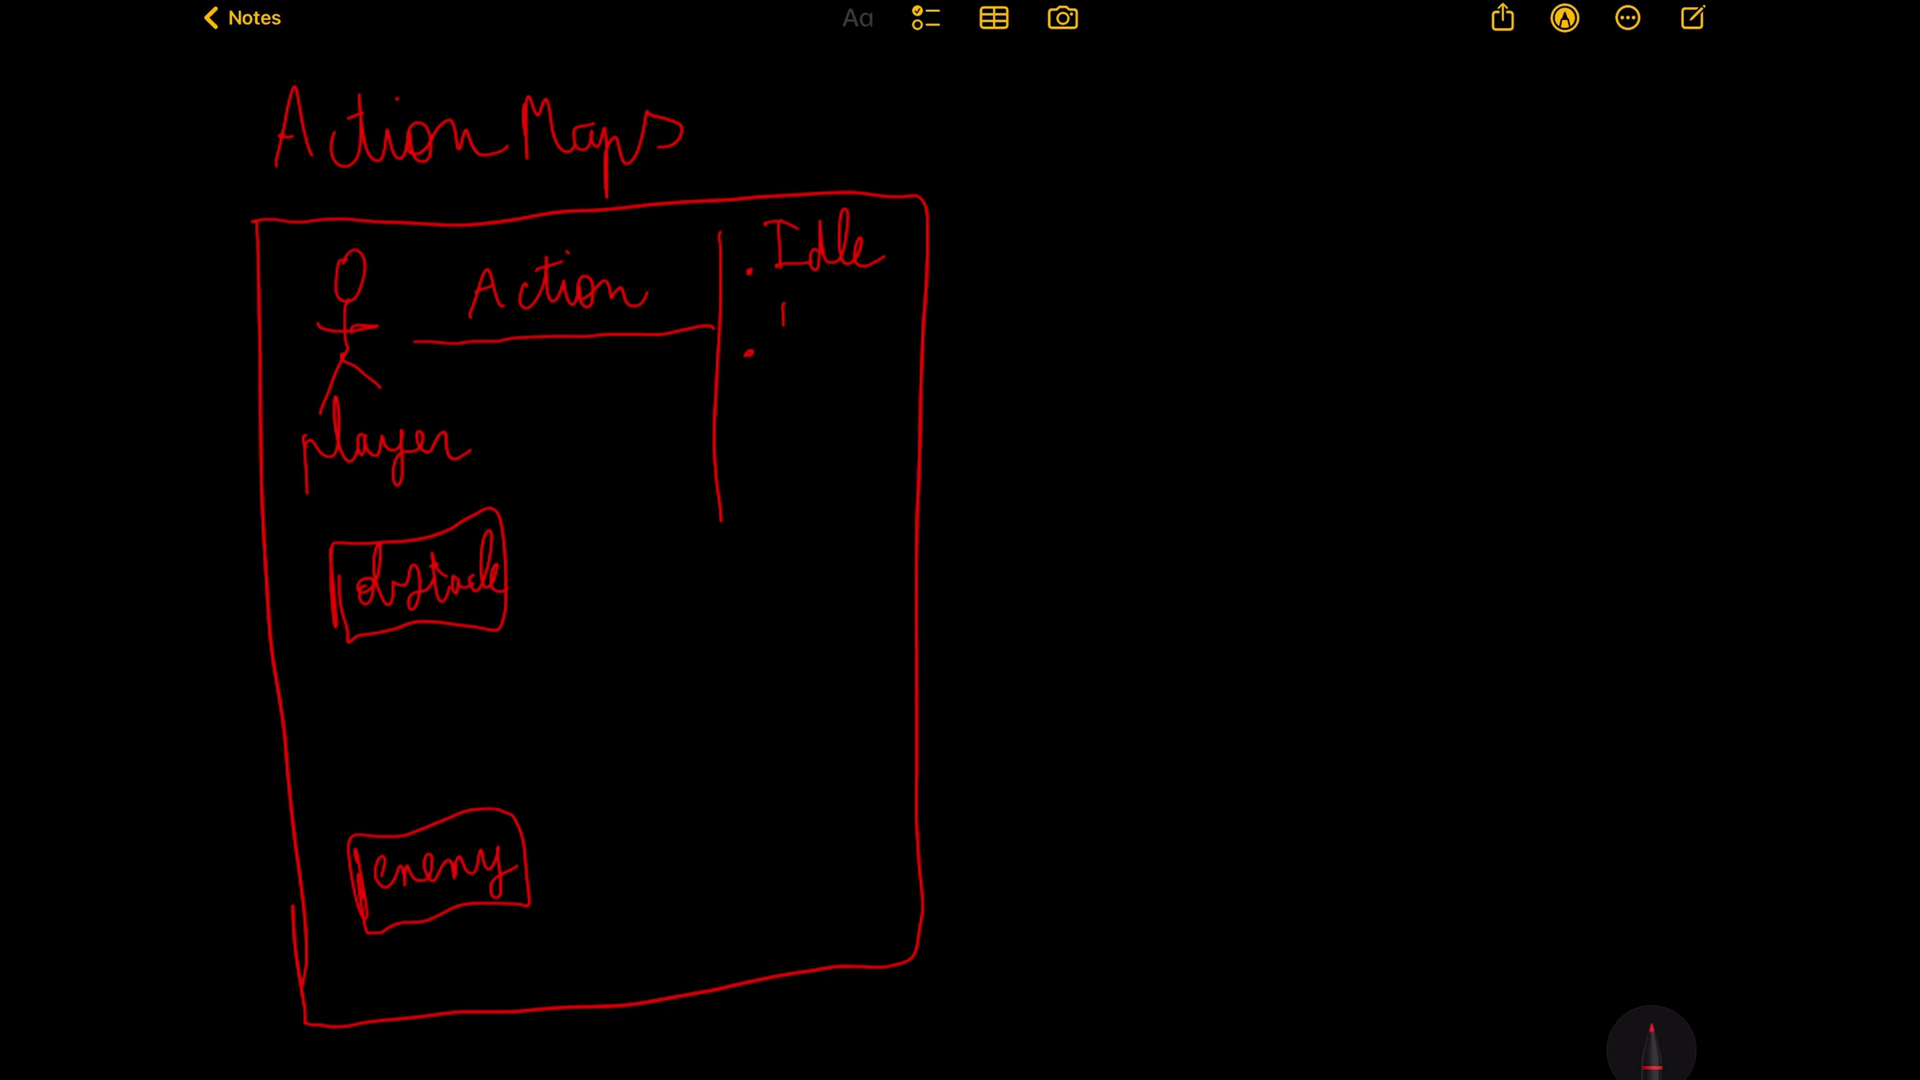 Notes
Aa
Action Maps
Idle
Action
player
obstacle
enemy